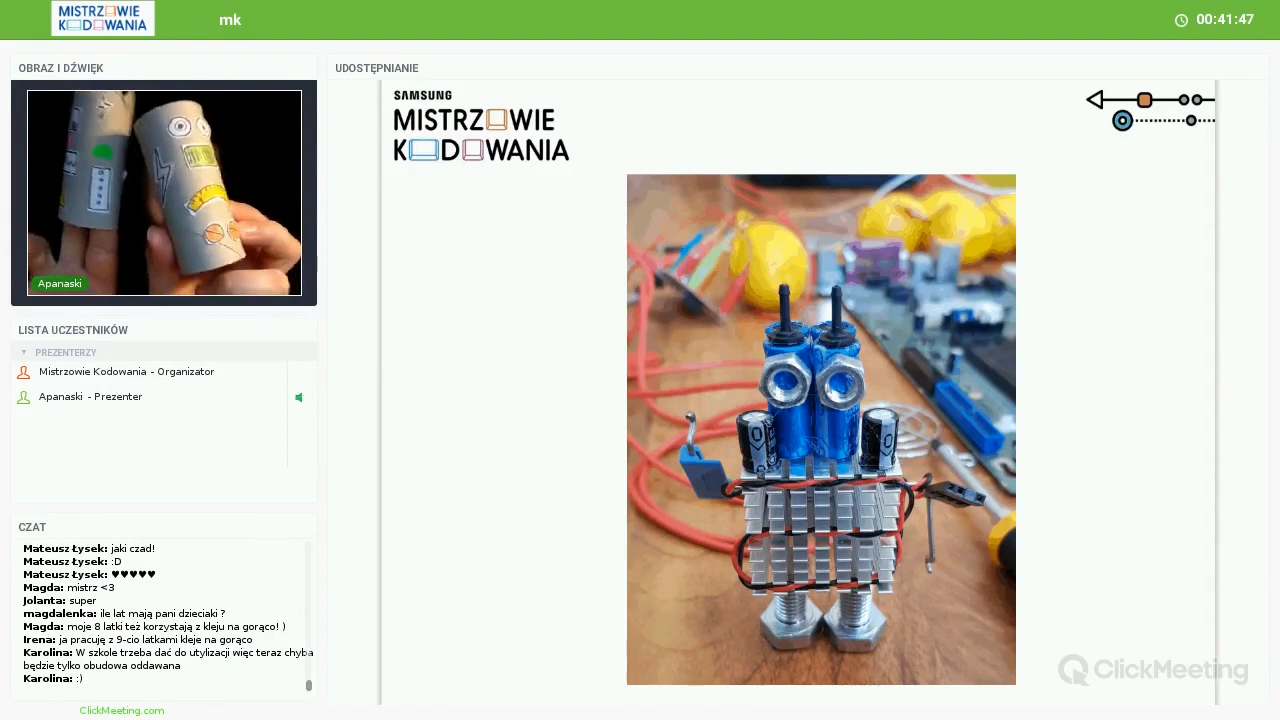 MISTRZOWIE
KODOWANIA
mk
00:41:47
OBRAZ I DŹWIĘK
Apanaski
LISTA UCZESTNIKÓW
PREZENTERZY
Mistrzowie Kodowania - Organizator
Apanaski - Prezenter
CZAT
Mateusz Łysek: jaki czad!
Mateusz Łysek: :D
Mateusz Łysek: ♥♥♥♥♥
Magda: mistrz <3
Jolanta: super
magdalenka: ile lat mają pani dzieciaki ?
Magda: moje 8 latki też korzystają z kleju na gorąco! )
Irena: ja pracuję z 9-cio latkami kleje na gorąco
Karolina: W szkole trzeba dać do utylizacji więc teraz chyba
będzie tylko obudowa oddawana
Karolina: :)
ClickMeeting.com
UDOSTĘPNIANIE
SAMSUNG
MISTRZOWIE
KODOWANIA
ClickMeeting